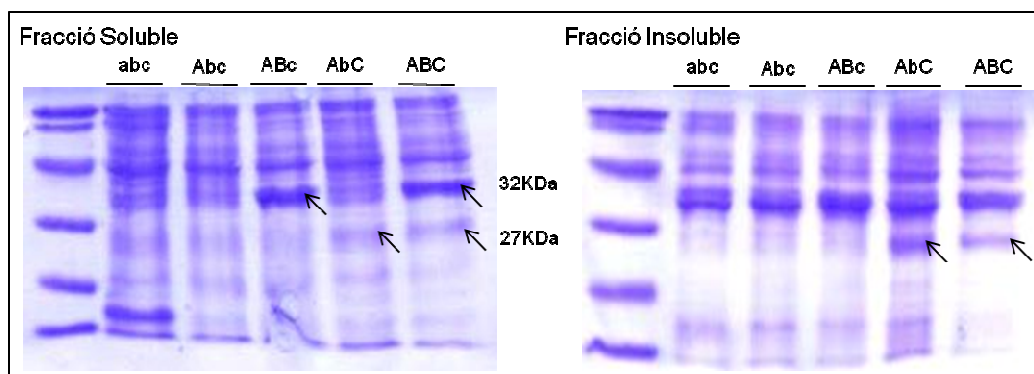 Fracció Soluble
abc Abc ABc AbC ABC
Fracció Insoluble
abc Abc ABc AbC ABC
32KDa
27KDa